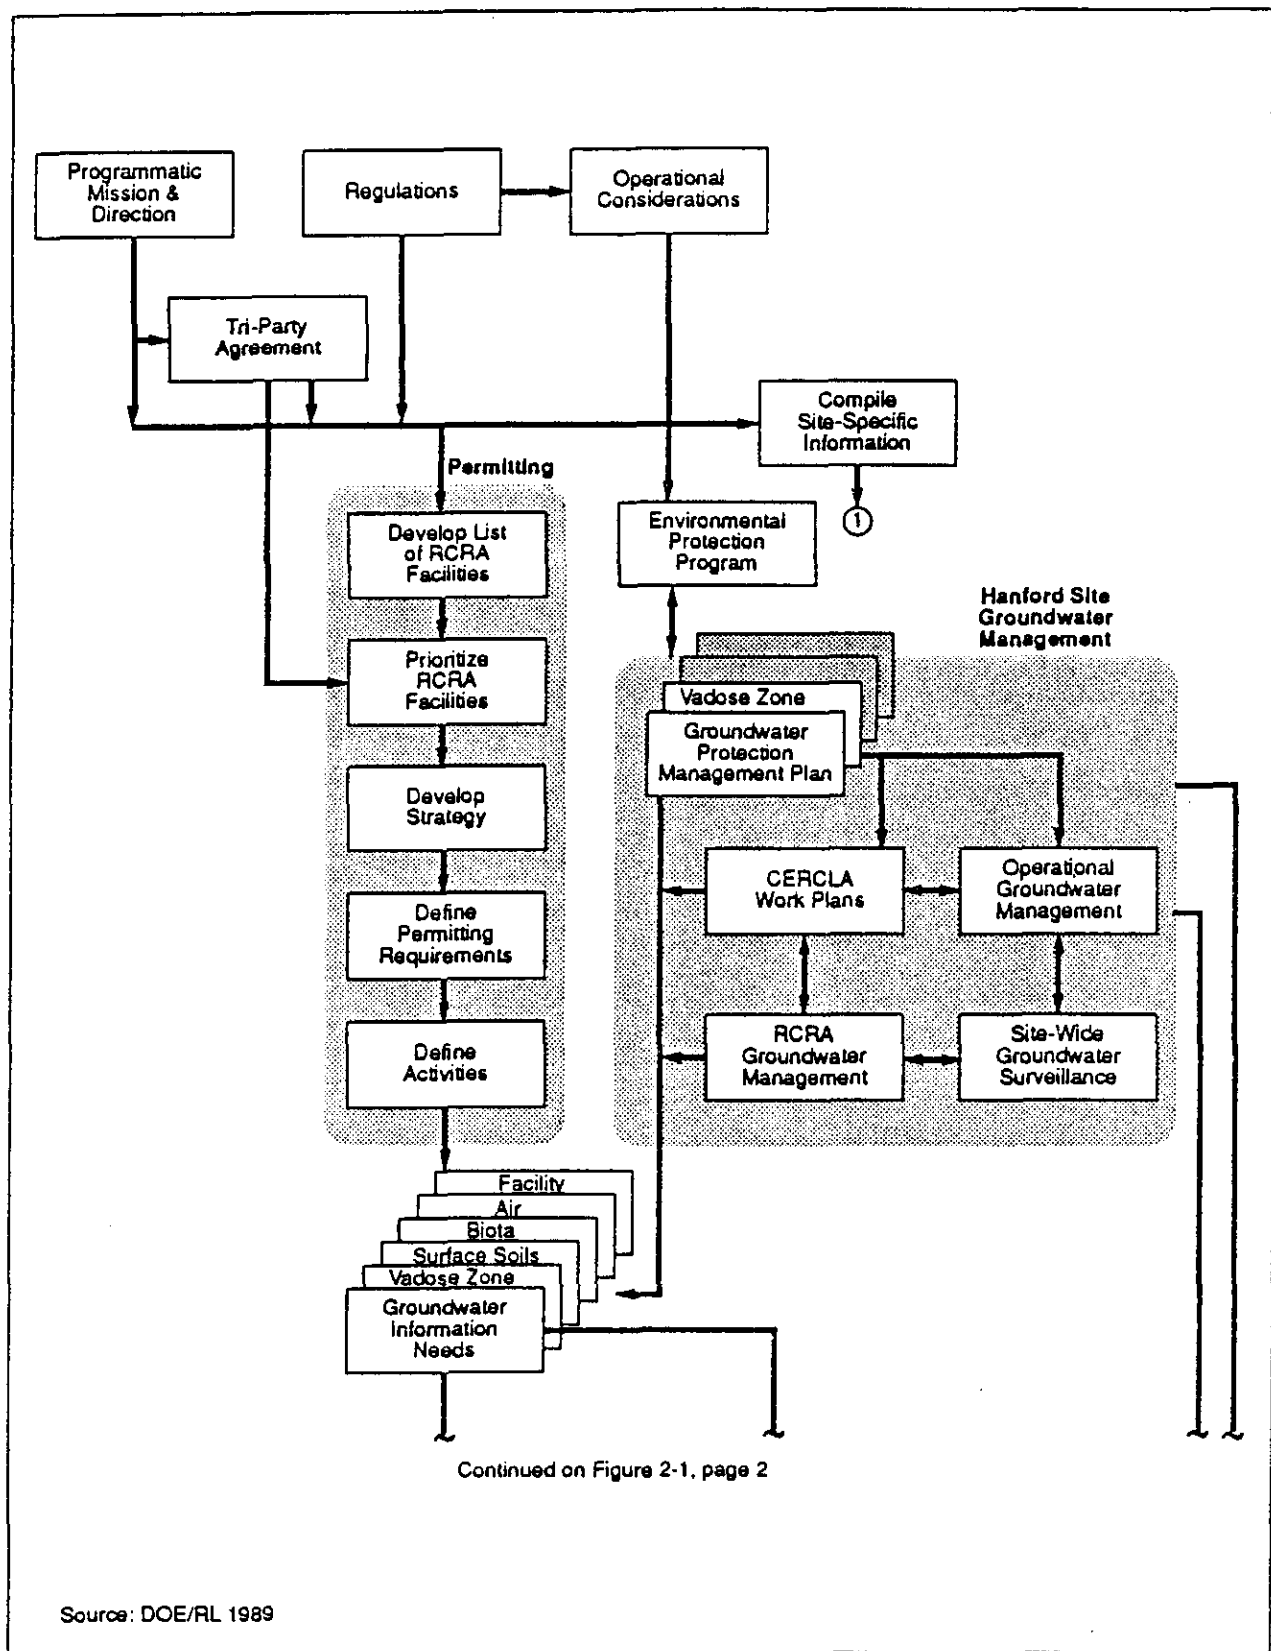 Programmatic
Mission &
Direction
Regulations
Operational
Considerations
Tri-Party
Agreement
Compile
Site-Specific
Information
1
Permitting
Develop List
of RCRA
Facilities
Environmental
Protection
Program
Hanford Site
Groundwater
Management
Prioritize
RCRA
Facilities
Vadose Zone
Groundwater
Protection
Management Plan
Develop
Strategy
CERCLA
Work Plans
Operational
Groundwater
Management
Define
Permitting
Requirements
RCRA
Groundwater
Management
Site-Wide
Groundwater
Surveillance
Define
Activities
Facility
Air
Biota
Surface Soils
Vadose Zone
Groundwater
Information
Needs
Continued on Figure 2-1, page 2
Source: DOE/RL 1989